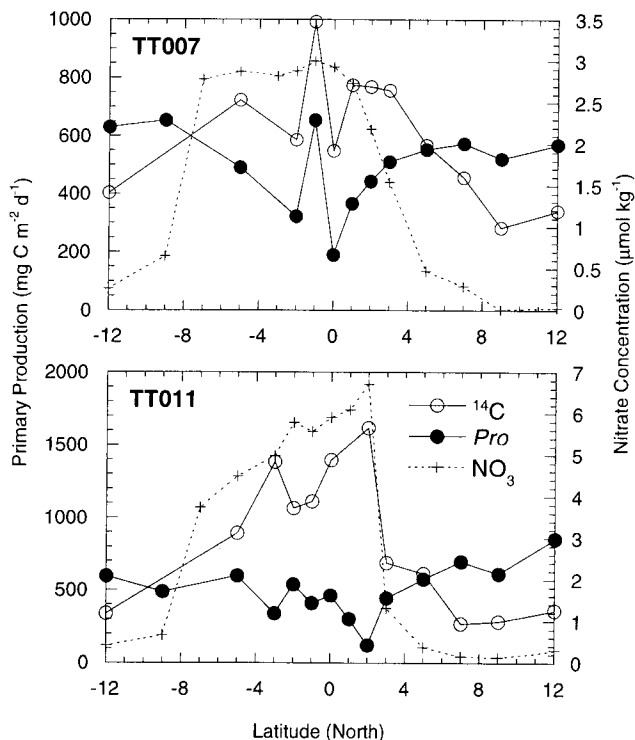 TT007
1000
800
600
400
200
0
3.5
3
2.5
2
1.5
1
0.5
0
-12 -8 -4 0 4 8 12
Primary Production (mg C m⁻² d⁻¹)
Nitrate Concentration (μmol kg⁻¹)
TT011
2000
1500
1000
500
0
7
6
5
4
3
2
1
0
¹⁴C
Pro
NO₃
-12 -8 -4 0 4 8 12
Latitude (North)